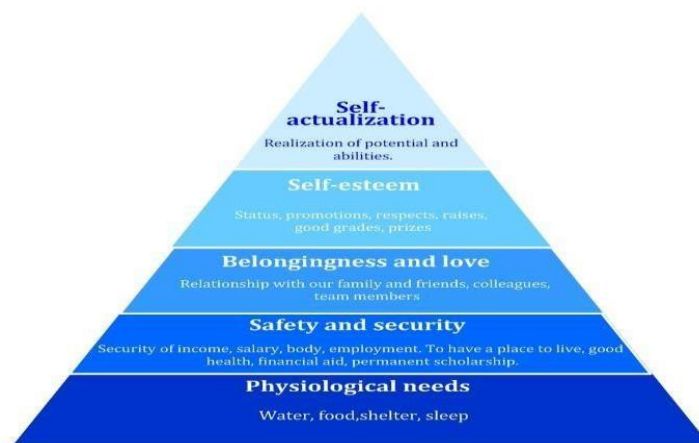 Self-
actualization
Realization of potential and
abilities.
Self-esteem
Status, promotions, respects, raises,
good grades, prizes
Belongingness and love
Relationship with our family and friends, colleagues,
team members
Safety and security
Security of income, salary, body, employment. To have a place to live, good
health, financial aid, permanent scholarship.
Physiological needs
Water, food,shelter, sleep